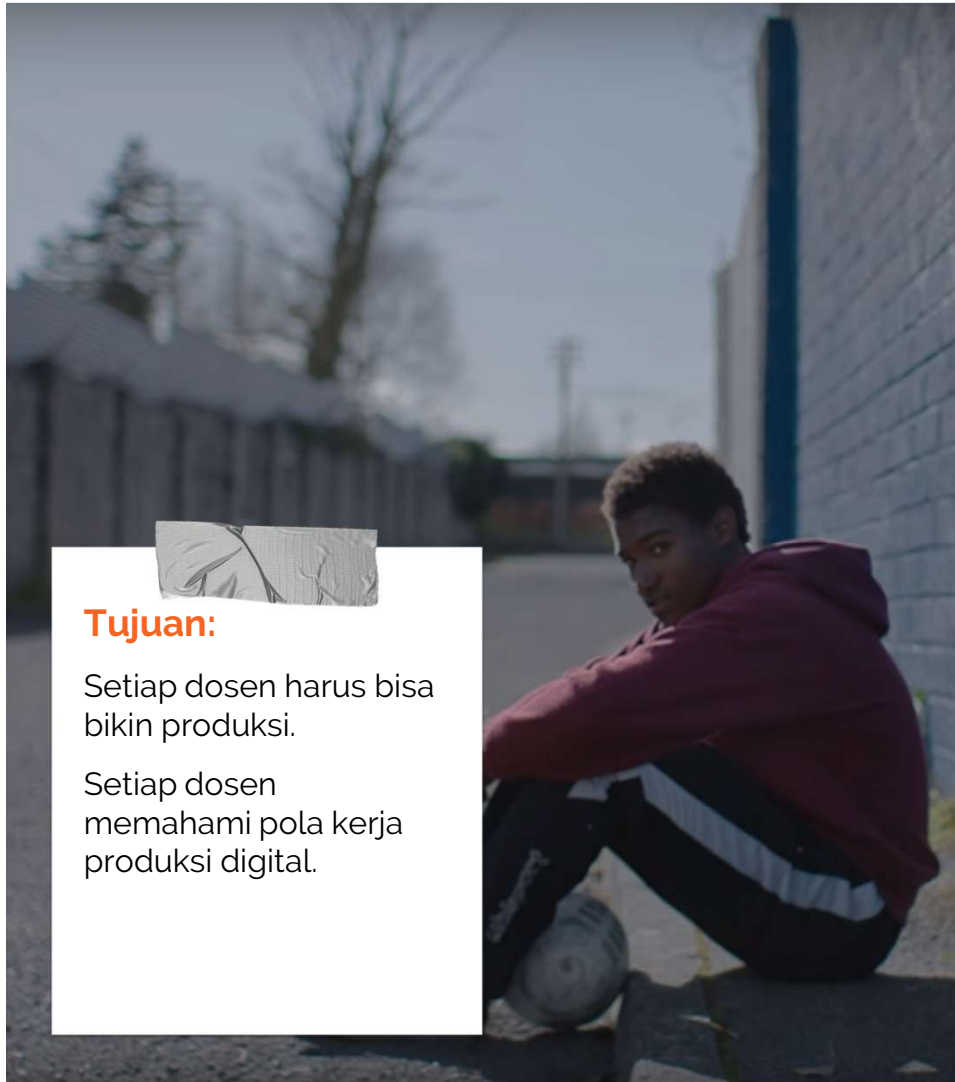 Tujuan:
Setiap dosen harus bisa
bikin produksi.
Setiap dosen
memahami pola kerja
produksi digital.